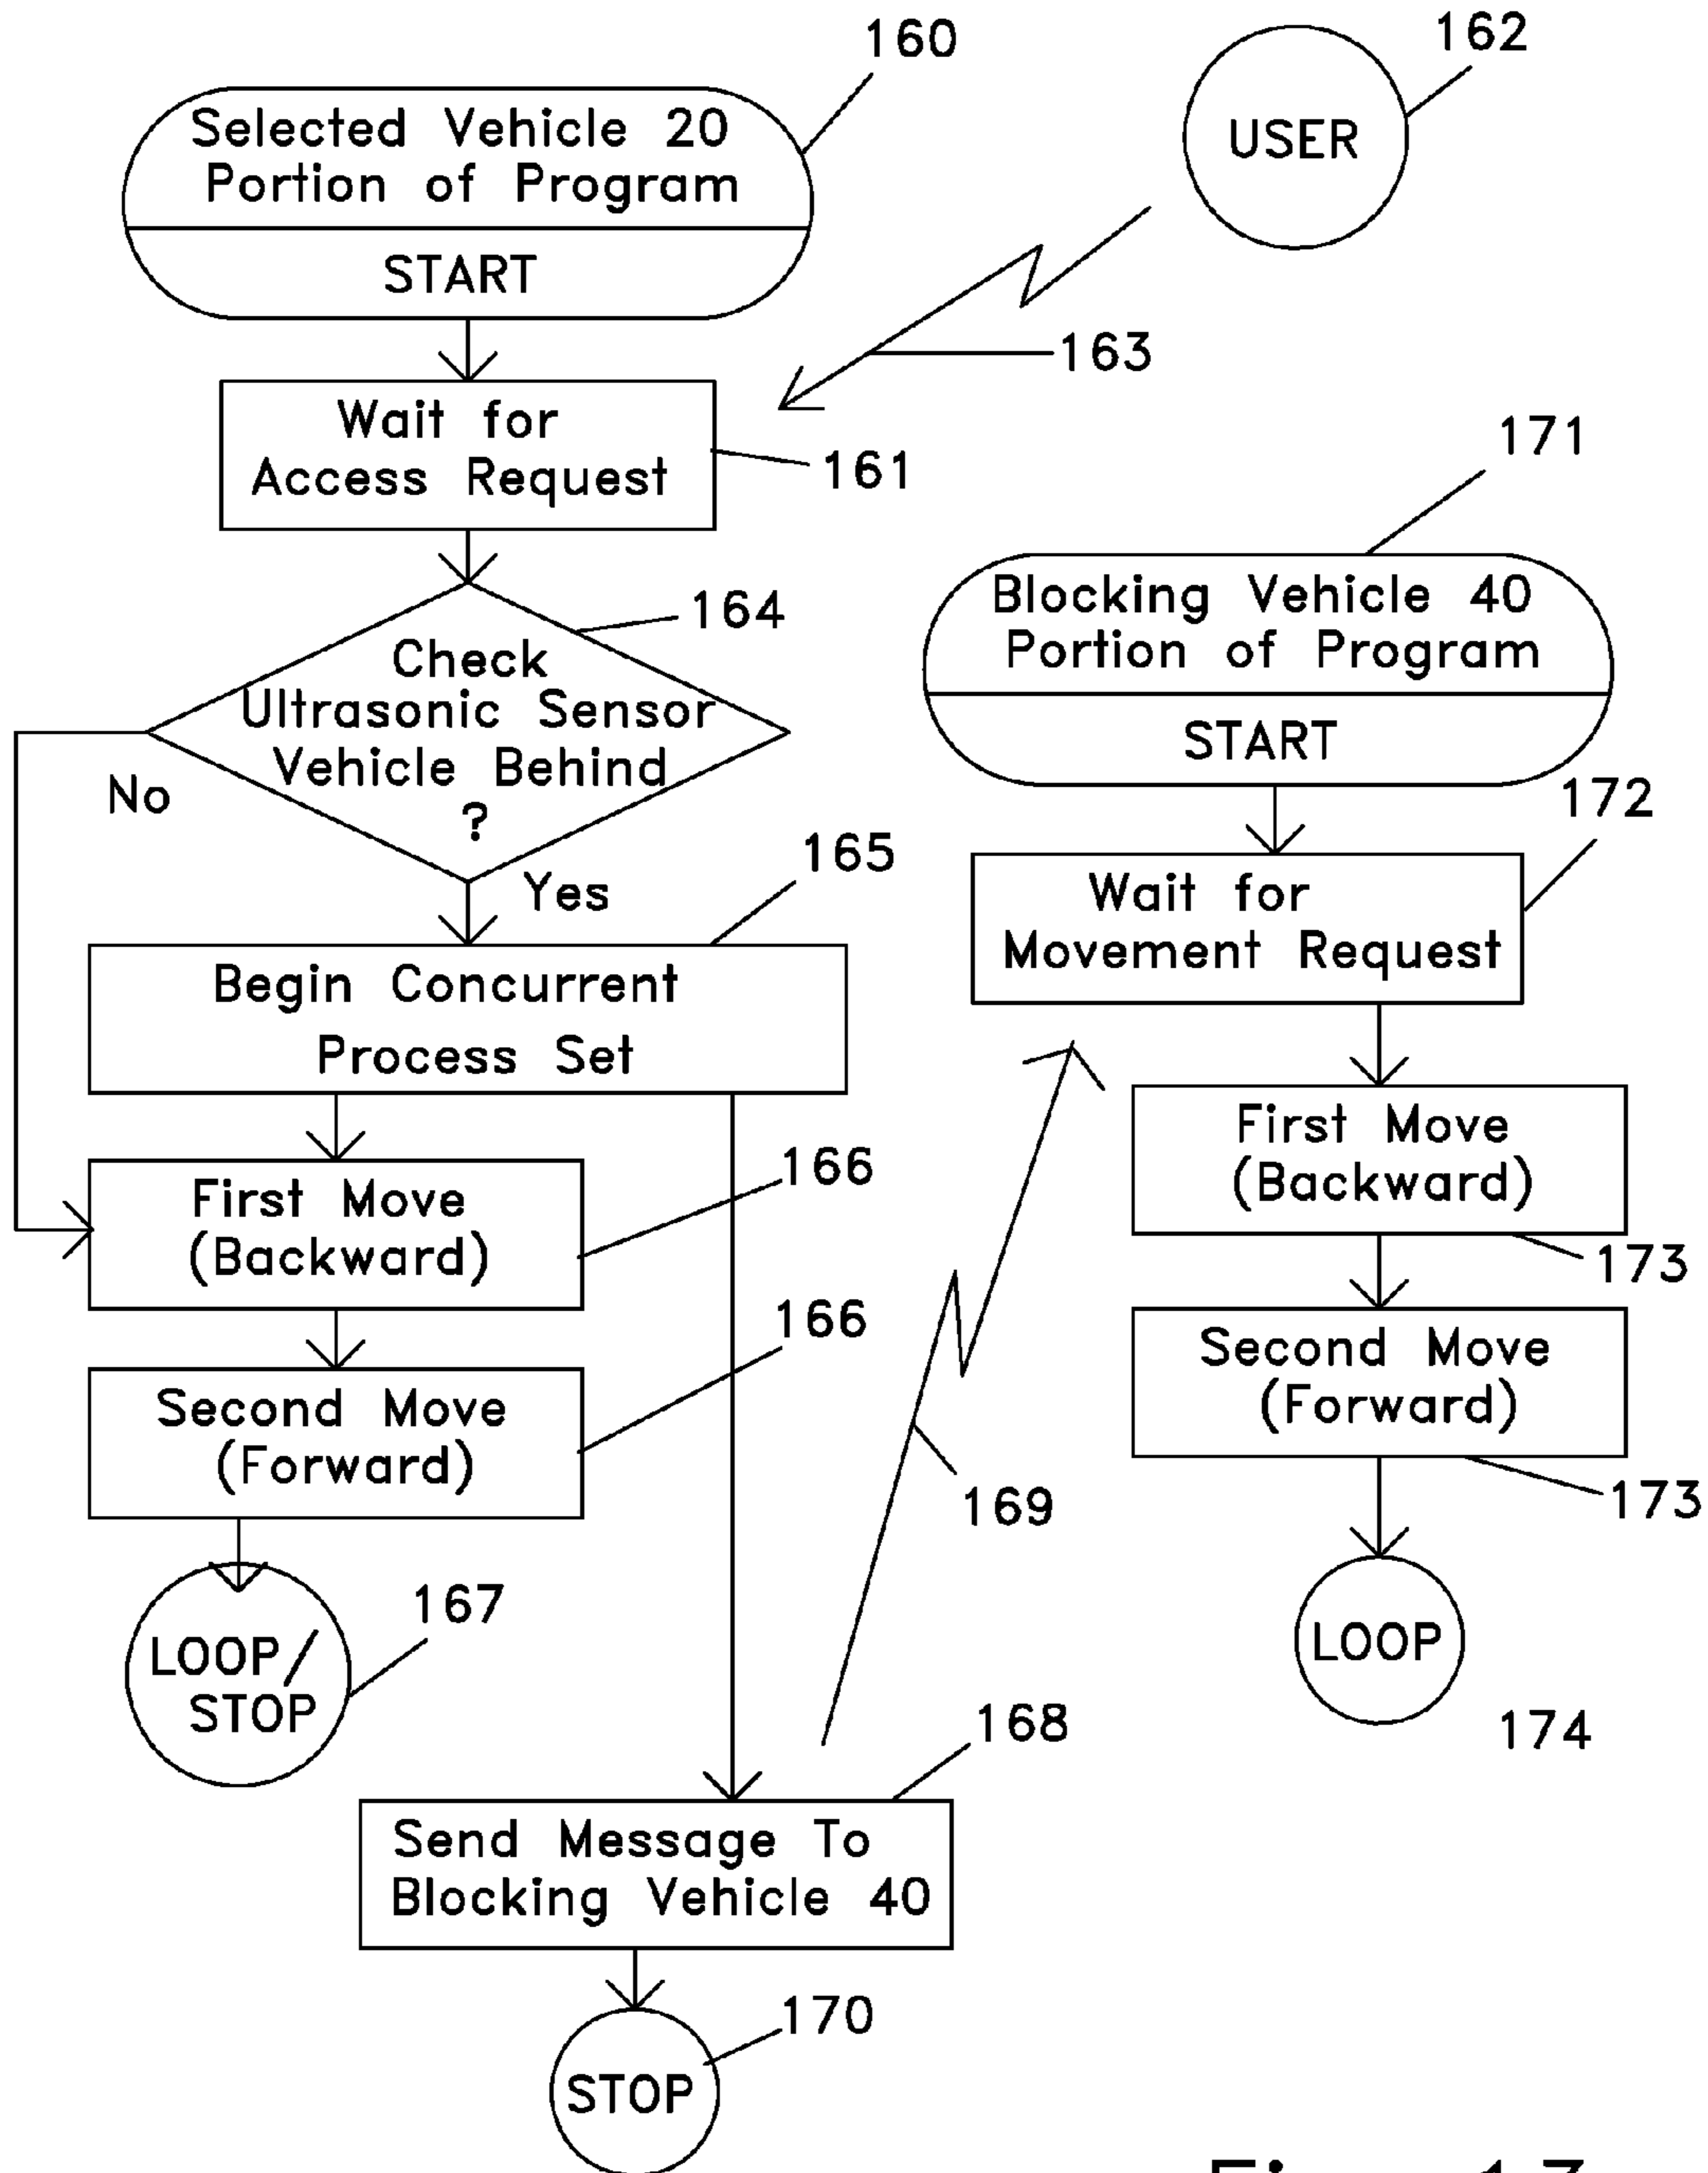 160
162
Selected Vehicle 20
Portion of Program
START
USER
163
Wait for
Access Request
161
171
164
Check
Ultrasonic Sensor
Vehicle Behind
?
No
Yes
Blocking Vehicle 40
Portion of Program
START
172
165
Wait for
Movement Request
Begin Concurrent
Process Set
First Move
(Backward)
166
First Move
(Backward)
173
Second Move
(Forward)
166
Second Move
(Forward)
173
169
LOOP/
STOP
167
LOOP
174
168
Send Message To
Blocking Vehicle 40
170
STOP